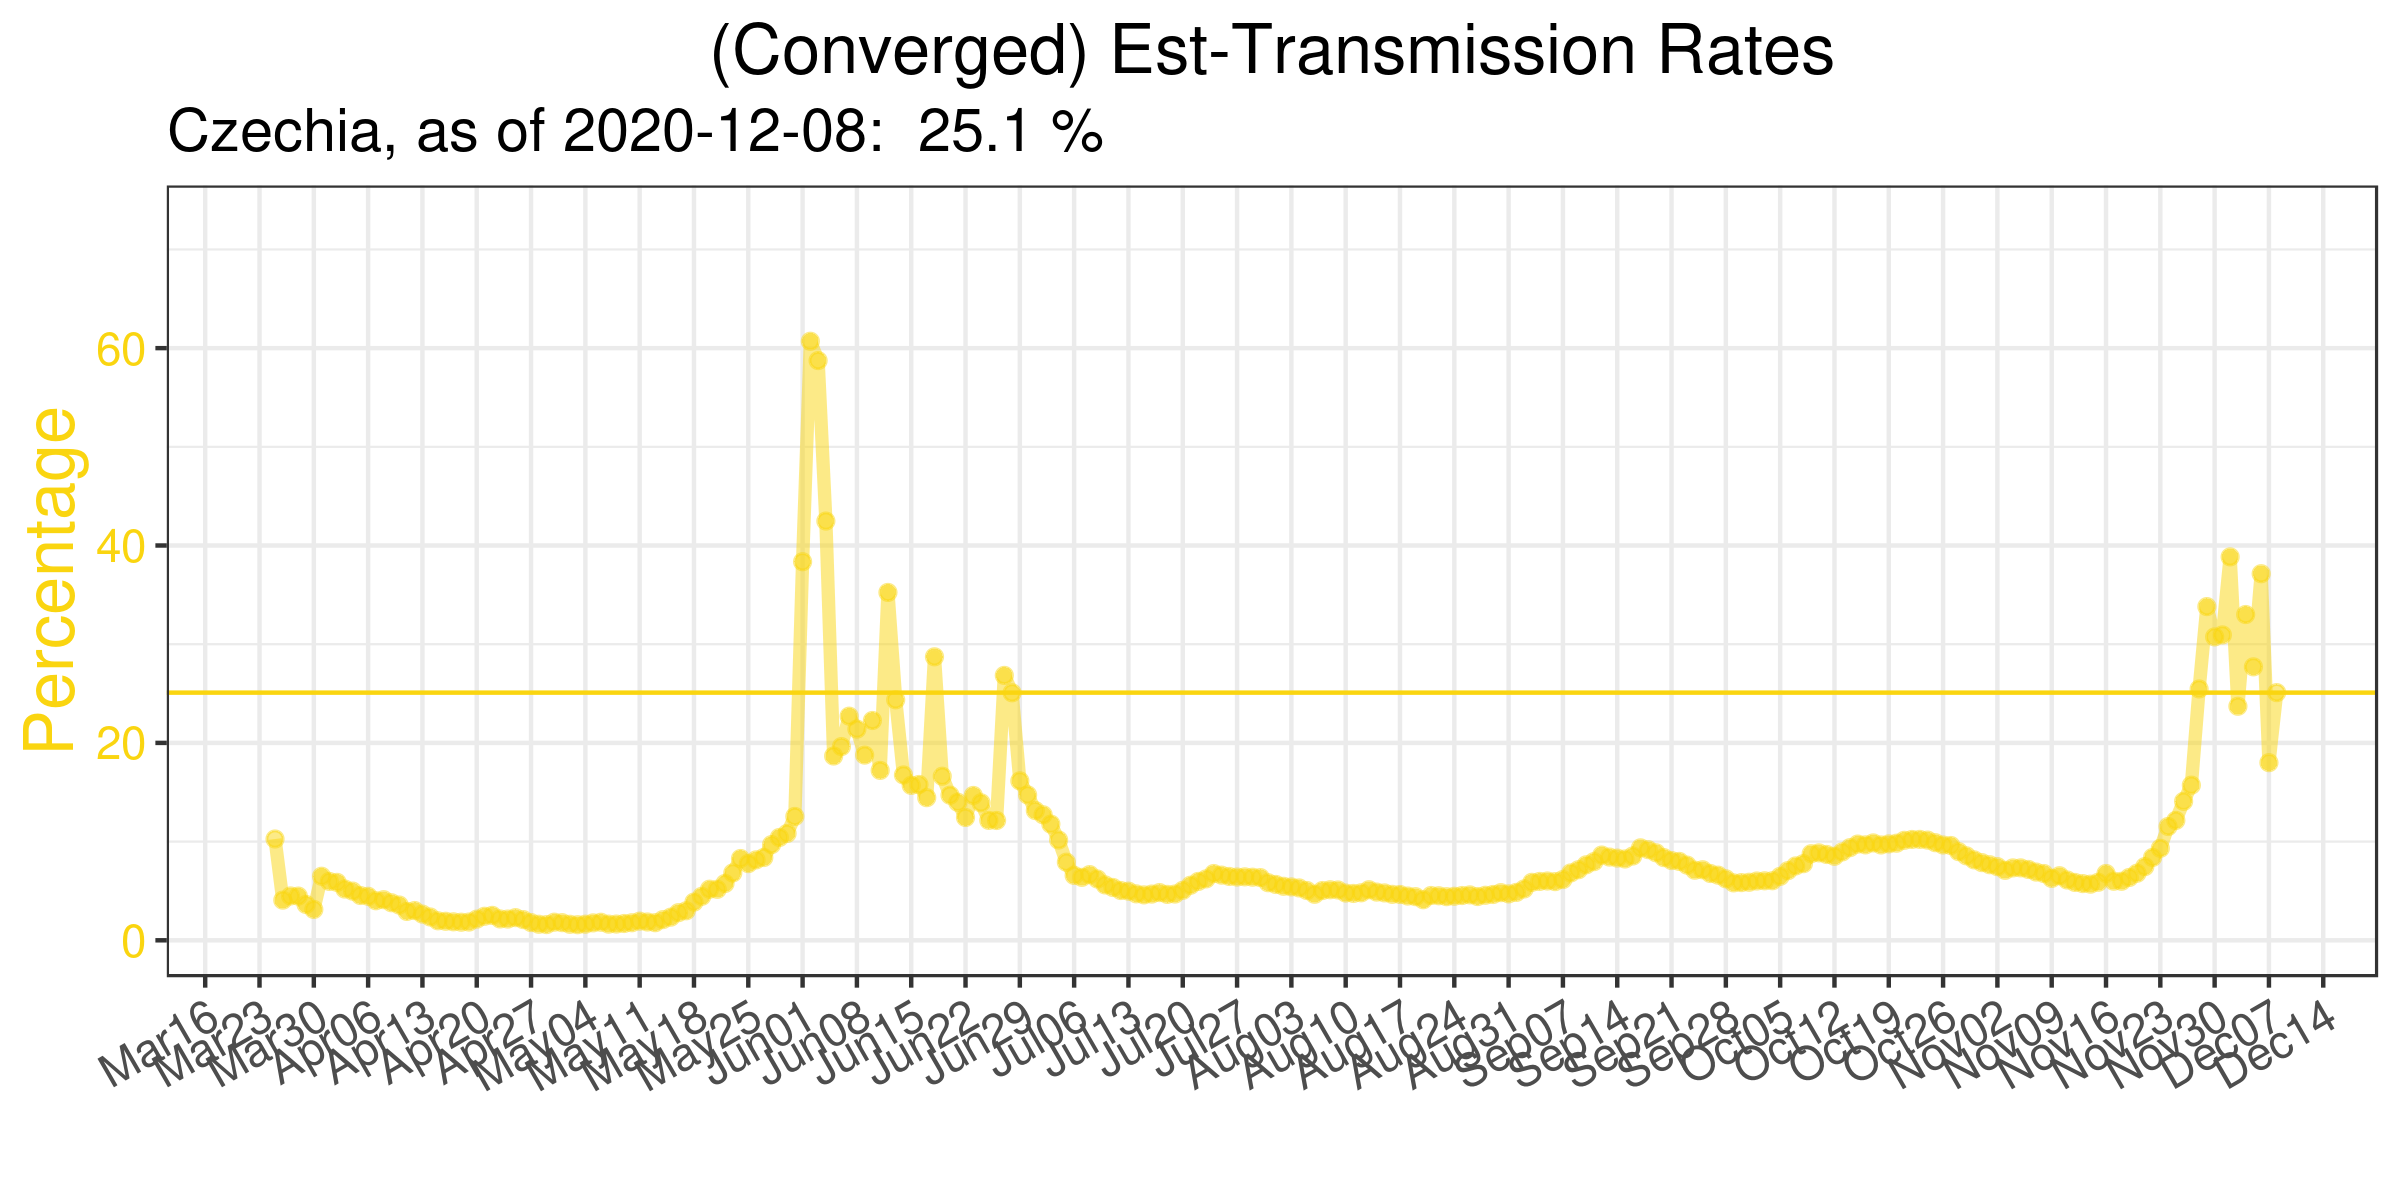 (Converged) Est-Transmission Rates
Czechia, as of 2020-12-08:  25.1 %
Percentage
60
40
20
0
Mar16
Mar23
Mar30
Apr06
Apr13
Apr20
Apr27
May04
May11
May18
May25
Jun01
Jun08
Jun15
Jun22
Jun29
Jul06
Jul13
Jul20
Jul27
Aug03
Aug10
Aug17
Aug24
Aug31
Sep07
Sep14
Sep21
Sep28
Oct05
Oct12
Oct19
Oct26
Nov02
Nov09
Nov16
Nov23
Nov30
Dec07
Dec14